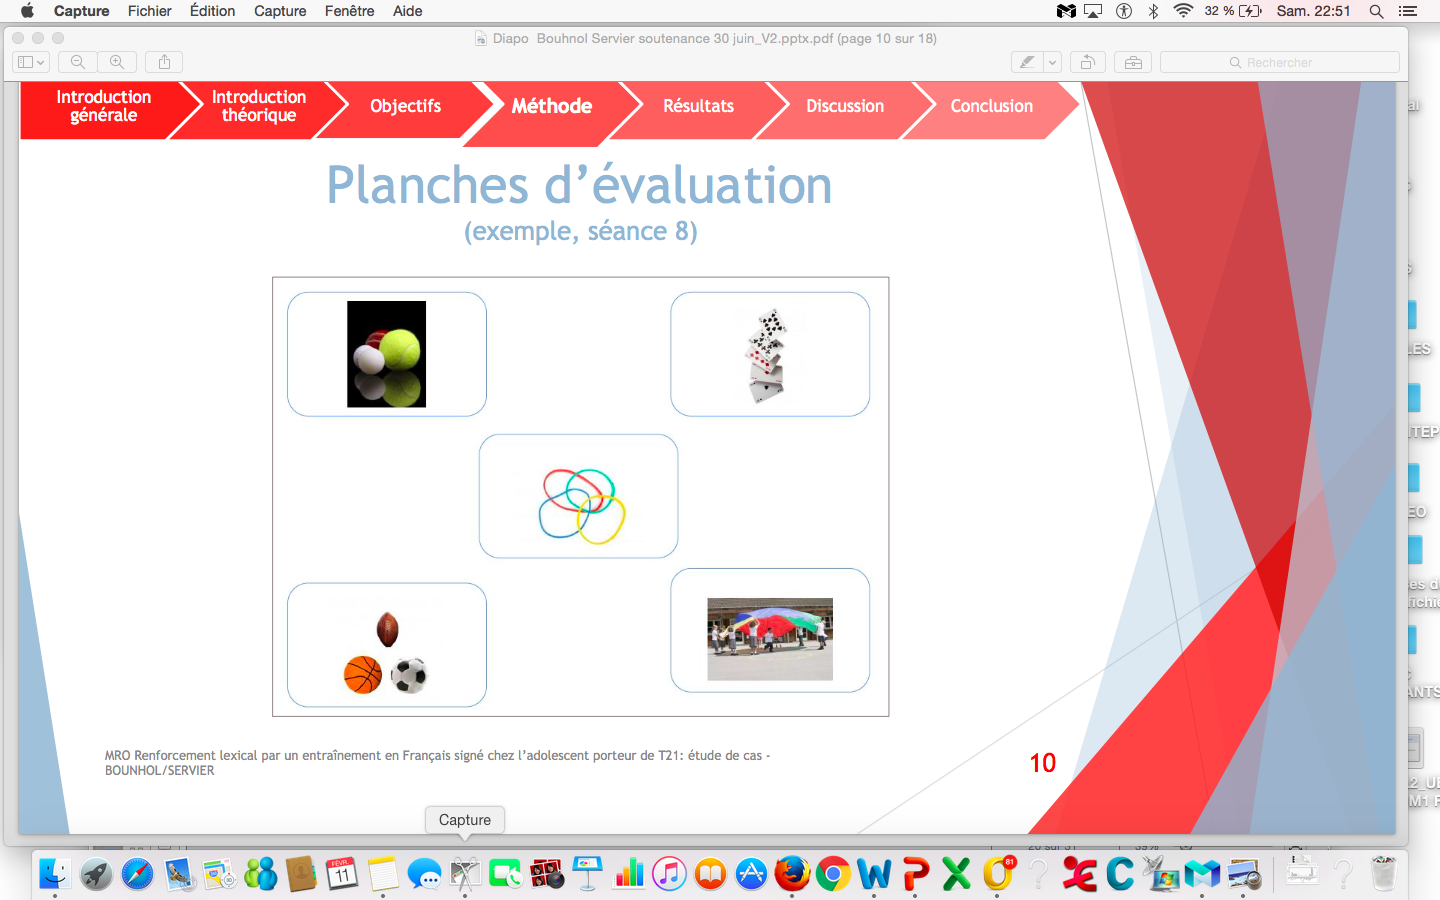 Capture Fichier Édition Capture Fenêtre Aide 32 % Sam. 22:51
Diapo Bouhnol Servier soutenance 30 juin_V2.pptx.pdf (page 10 sur 18)
Rechercher
Introduction
générale
Introduction
théorique
Objectifs
Méthode
Résultats
Discussion
Conclusion
Planches d’évaluation
(exemple, séance 8)
MRO Renforcement lexical par un entraînement en Français signé chez l’adolescent porteur de T21: étude de cas -
BOUNHOL/SERVIER
10
Capture
FÉVR.
11
81